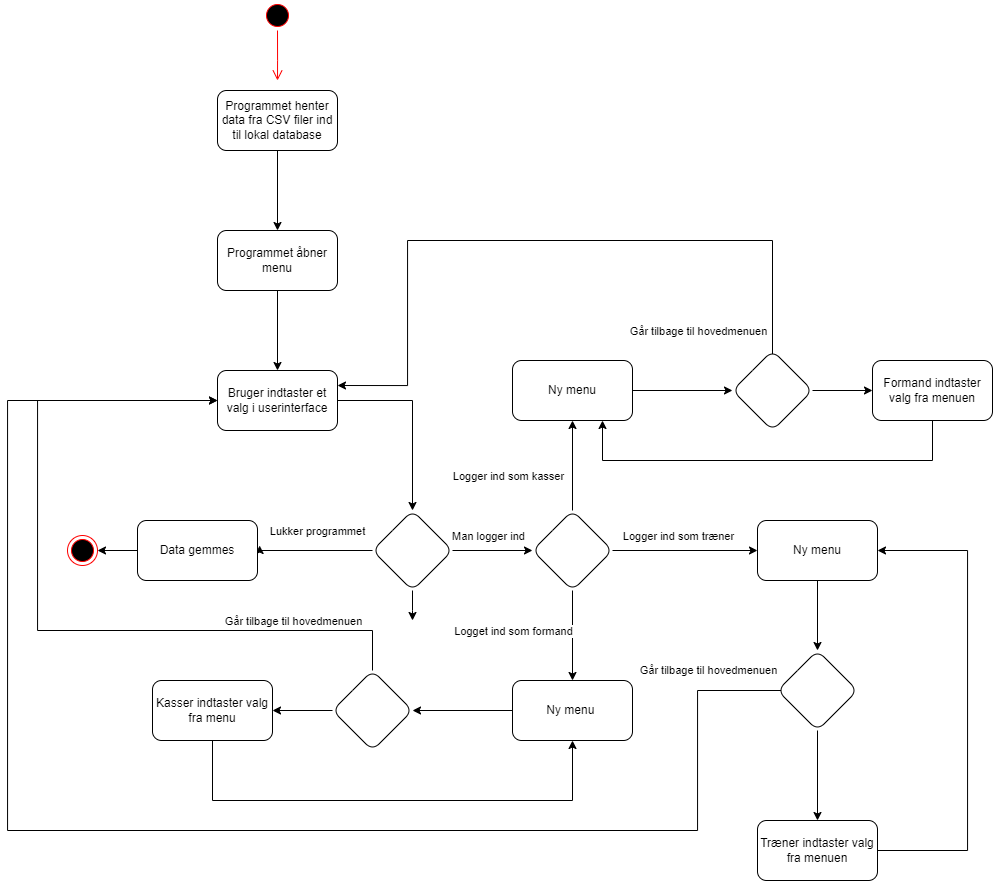 Programmet henter
data fra CSV filer ind
til lokal database
Programmet åbner
menu
Bruger indtaster et
valg i userinterface
Går tilbage til hovedmenuen
Ny menu
Formand indtaster
valg fra menuen
Logger ind som kasser
Lukker programmet
Data gemmes
Man logger ind
Logger ind som træner
Ny menu
Går tilbage til hovedmenuen
Logget ind som formand
Går tilbage til hovedmenuen
Kasser indtaster valg
fra menu
Ny menu
Træner indtaster valg
fra menuen